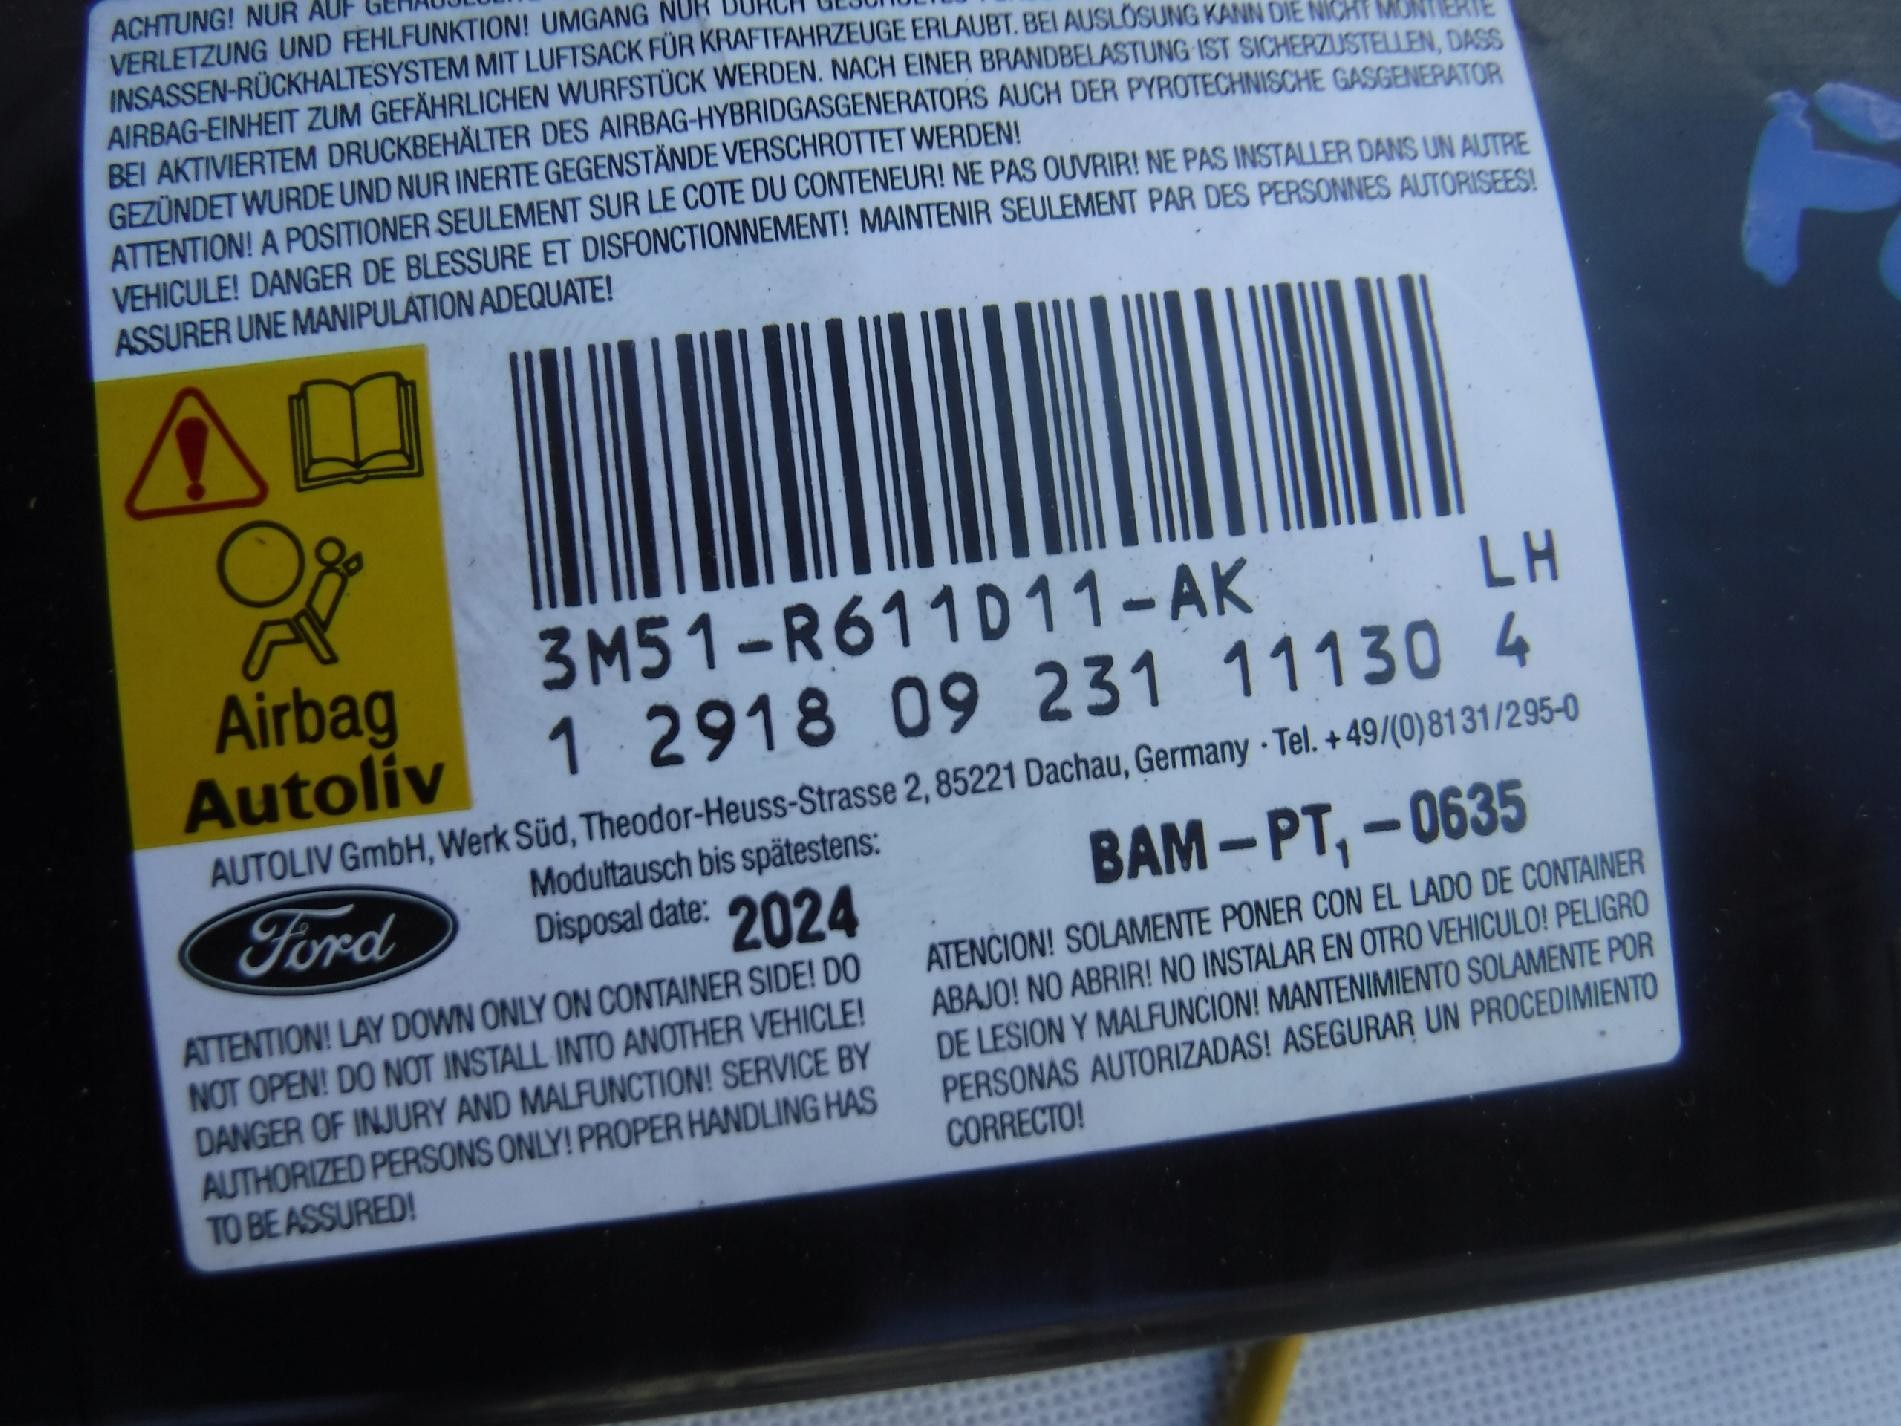 ACHTUNG! NUR AUF
VERLETZUNG UND FEHLFUNKTION! UMGANG NUR DURCH
INSASSEN-RÜCKHALTESYSTEM MIT LUFTSACK FÜR KRAFTFAHRZEUGE ERLAUBT. BEI AUSLÖSUNG KANN DIE NICHT MONTIERTE
AIRBAG-EINHEIT ZUM GEFÄHRLICHEN WURFSTÜCK WERDEN. NACH EINER BRANDBELASTUNG IST SICHERZUSTELLEN, DASS
BEI AKTIVIERTEM DRUCKBEHÄLTER DES AIRBAG-HYBRIDGASGENERATORS AUCH DER PYROTECHNISCHE GASGENERATOR
GEZÜNDET WURDE UND NUR INERTE GEGENSTÄNDE VERSCHROTTET WERDEN!
ATTENTION! A POSITIONER SEULEMENT SUR LE COTE DU CONTENEUR! NE PAS OUVRIR! NE PAS INSTALLER DANS UN AUTRE
VEHICULE! DANGER DE BLESSURE ET DISFONCTIONNEMENT! MAINTENIR SEULEMENT PAR DES PERSONNES AUTORISEES!
ASSURER UNE MANIPULATION ADEQUATE!
Airbag
Autoliv
3M51-R611D11-AK LH
1 2918 09 231 11130 4
AUTOLIV GmbH, Werk Süd, Theodor-Heuss-Strasse 2, 85221 Dachau, Germany · Tel. +49/(0)8131/295-0
Ford
Modultausch bis spätestens:
Disposal date: 2024
BAM-PT1-0635
ATTENTION! LAY DOWN ONLY ON CONTAINER SIDE! DO
NOT OPEN! DO NOT INSTALL INTO ANOTHER VEHICLE!
DANGER OF INJURY AND MALFUNCTION! SERVICE BY
AUTHORIZED PERSONS ONLY! PROPER HANDLING HAS
TO BE ASSURED!
ATENCION! SOLAMENTE PONER CON EL LADO DE CONTAINER
ABAJO! NO ABRIR! NO INSTALAR EN OTRO VEHICULO! PELIGRO
DE LESION Y MALFUNCION! MANTENIMIENTO SOLAMENTE POR
PERSONAS AUTORIZADAS! ASEGURAR UN PROCEDIMIENTO
CORRECTO!